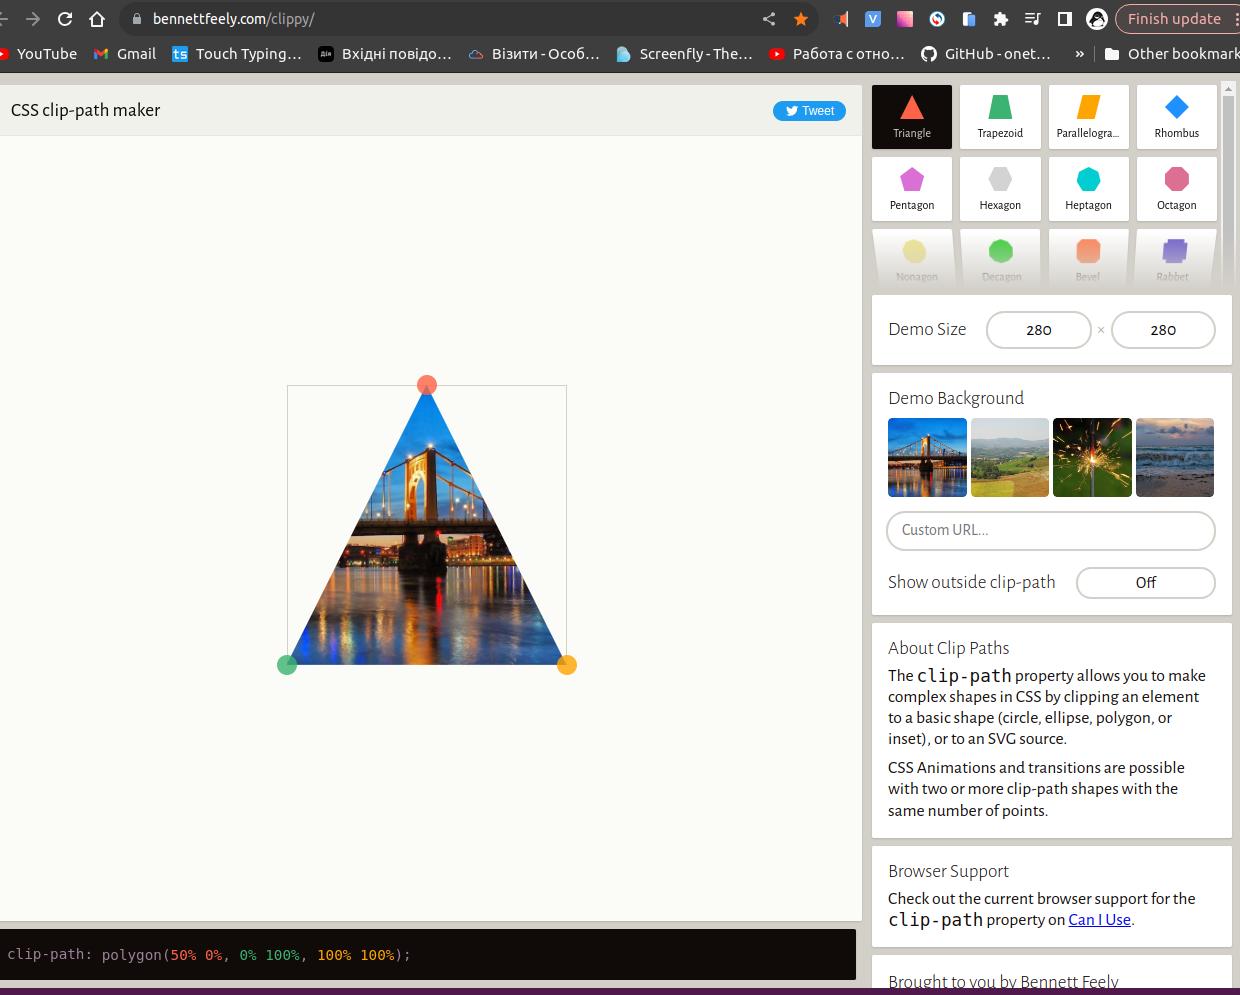 bennettfeely.com/clippy/
Finish update
YouTube
Gmail
ts
Touch Typing...
Дія
Вхідні повідо...
Візити - Особ...
Screenfly - The...
Работа с отно...
GitHub - onet...
»
Other bookmark
CSS clip-path maker
Tweet
Triangle
Trapezoid
Parallelogra...
Rhombus
Pentagon
Hexagon
Heptagon
Octagon
Nonagon
Decagon
Bevel
Rabbet
Demo Size
280
×
280
Demo Background
Custom URL...
Show outside clip-path
Off
About Clip Paths
The clip-path property allows you to make
complex shapes in CSS by clipping an element
to a basic shape (circle, ellipse, polygon, or
inset), or to an SVG source.
CSS Animations and transitions are possible
with two or more clip-path shapes with the
same number of points.
Browser Support
Check out the current browser support for the
clip-path property on Can I Use.
Brought to you by Bennett Feely
clip-path: polygon(50% 0%, 0% 100%, 100% 100%);